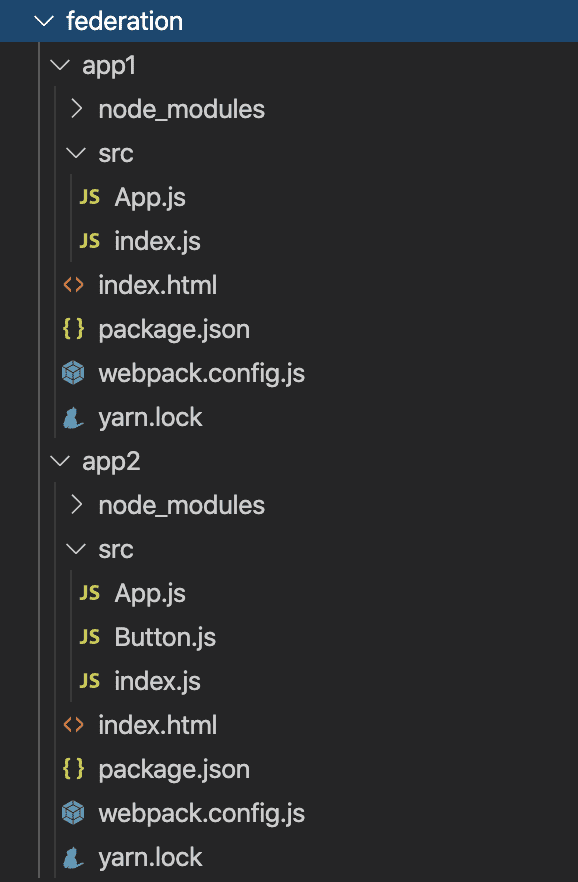 federation
app1
node_modules
src
JS App.js
JS index.js
<> index.html
{} package.json
webpack.config.js
yarn.lock
app2
node_modules
src
JS App.js
JS Button.js
JS index.js
<> index.html
{} package.json
webpack.config.js
yarn.lock